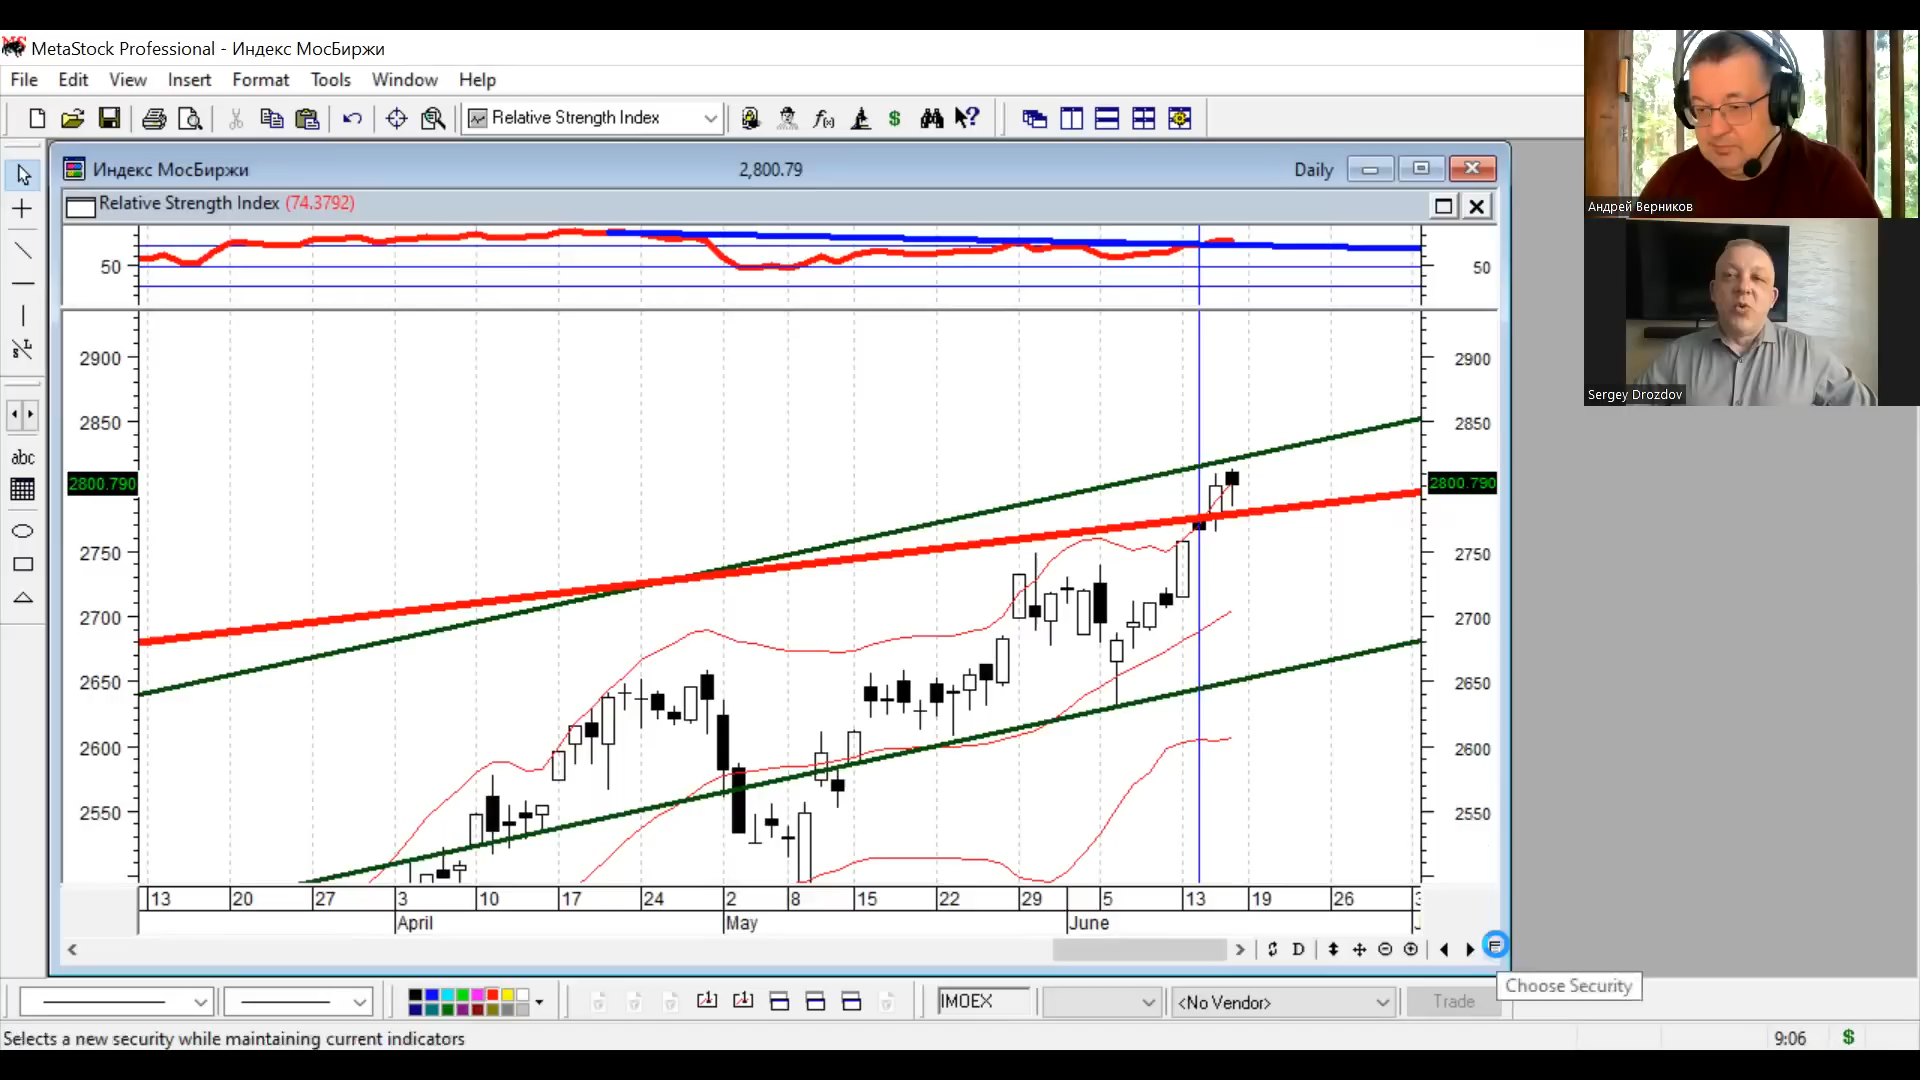 MetaStock Professional - Индекс МосБиржи
File Edit View Insert Format Tools Window Help
Relative Strength Index
Индекс МосБиржи 2,800.79 Daily
Relative Strength Index (74.3792)
50 50
2900 2900
2850 2850
2800.790 2800.790
2750 2750
2700 2700
2650 2650
2600 2600
2550 2550
13 20 27 3 10 17 24 2 8 15 22 29 5 13 19 26 3
April May June
D
abc
Choose Security
IMOEX <No Vendor> Trade
Selects a new security while maintaining current indicators 9:06 $
Андрей Верников
Sergey Drozdov